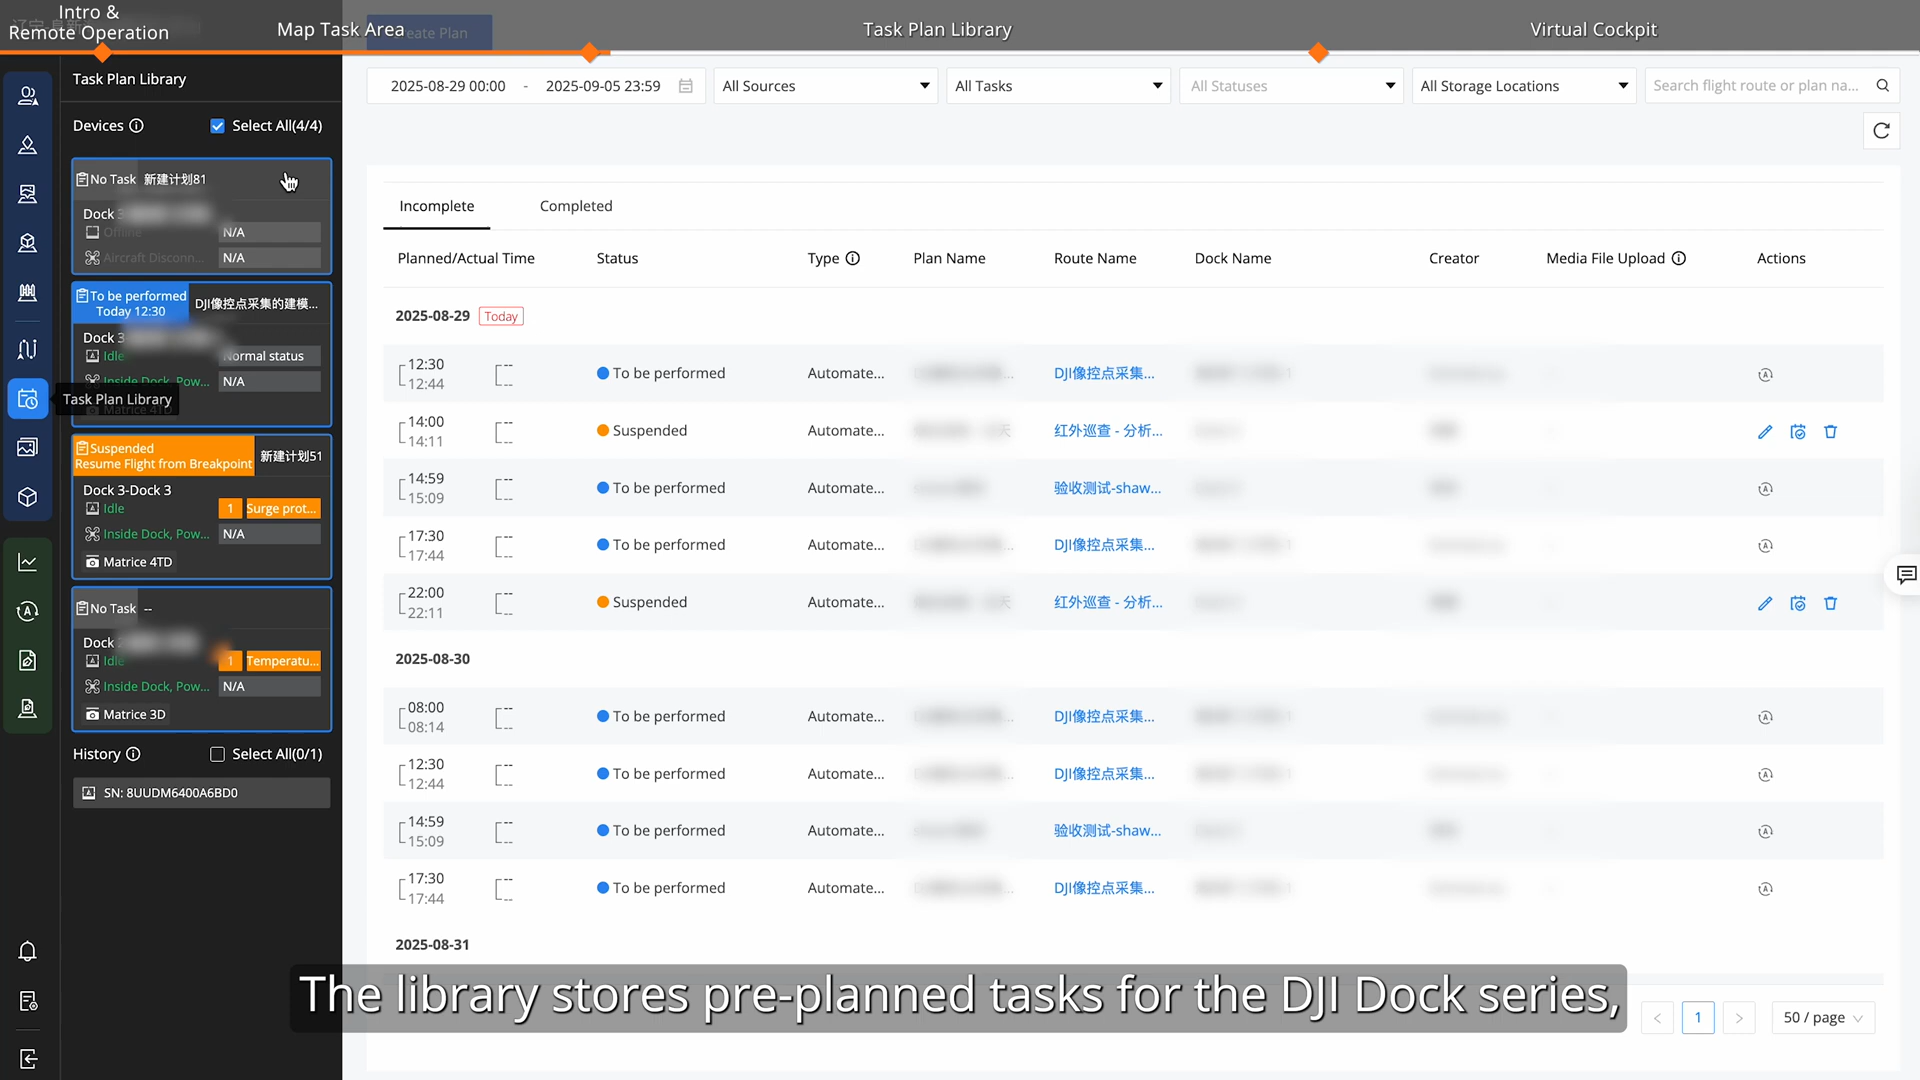 Intro &
Remote Operation
Map Task Area
Task Plan Library
Virtual Cockpit
Create Plan
Task Plan Library
Devices
Select All(4/4)
No Task 新建计划81
Dock 3
Offline N/A
Aircraft Disconn... N/A
To be performed
Today 12:30
DJI像控点采集的建模...
Dock 3
Idle Normal status
Inside Dock, Pow... N/A
Matrice 4TD
Task Plan Library
Suspended
Resume Flight from Breakpoint
新建计划51
Dock 3-Dock 3
Idle 1 Surge prot...
Inside Dock, Pow... N/A
Matrice 4TD
No Task --
Dock 2
Idle 1 Temperatu...
Inside Dock, Pow... N/A
Matrice 3D
History
Select All(0/1)
SN: 8UUDM6400A6BD0
2025-08-29 00:00 - 2025-09-05 23:59
All Sources
All Tasks
All Statuses
All Storage Locations
Search flight route or plan na...
Incomplete
Completed
Planned/Actual Time Status Type Plan Name Route Name Dock Name Creator Media File Upload Actions
2025-08-29 Today
12:30
12:44
-- --
To be performed Automate... DJI像控点采集...
14:00
14:11
-- --
Suspended Automate... 红外巡查 - 分析...
14:59
15:09
-- --
To be performed Automate... 验收测试-shaw...
17:30
17:44
-- --
To be performed Automate... DJI像控点采集...
22:00
22:11
-- --
Suspended Automate... 红外巡查 - 分析...
2025-08-30
08:00
08:14
-- --
To be performed Automate... DJI像控点采集...
12:30
12:44
-- --
To be performed Automate... DJI像控点采集...
14:59
15:09
-- --
To be performed Automate... 验收测试-shaw...
17:30
17:44
-- --
To be performed Automate... DJI像控点采集...
2025-08-31
The library stores pre-planned tasks for the DJI Dock series,
< 1 > 50 / page